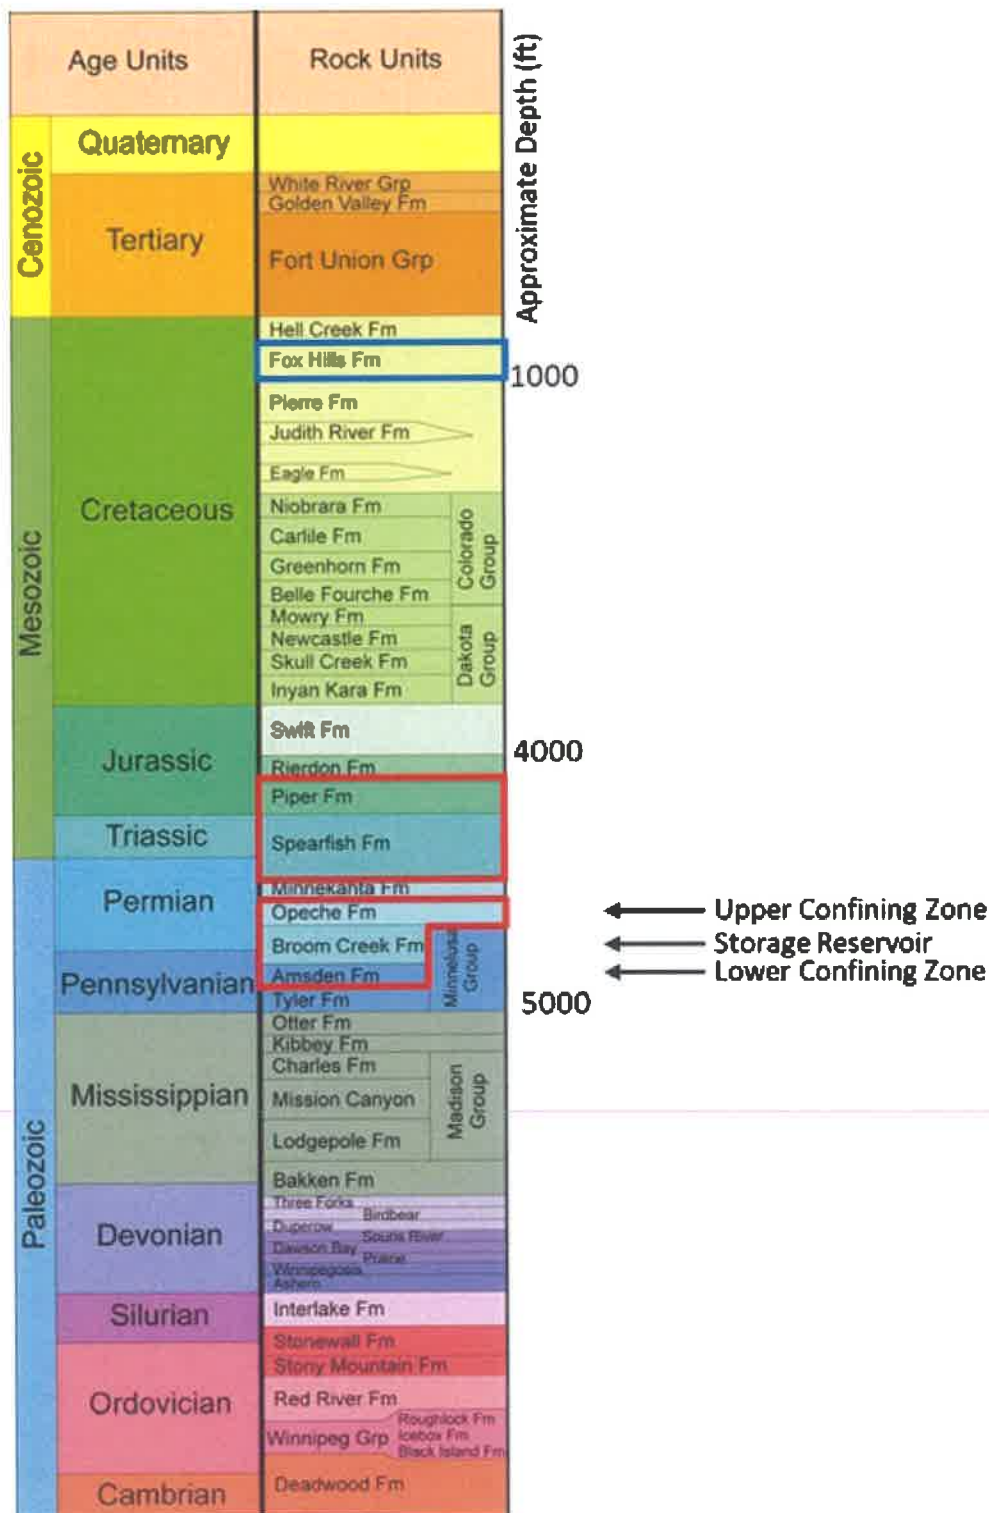 Age Units
Rock Units
Approximate Depth (ft)
Cenozoic
Quaternary
White River Grp
Golden Valley Fm
Tertiary
Fort Union Grp
Mesozoic
Hell Creek Fm
Fox Hills Fm
1000
Pierre Fm
Judith River Fm
Eagle Fm
Cretaceous
Niobrara Fm
Carlile Fm
Greenhorn Fm
Belle Fourche Fm
Colorado
Group
Mowry Fm
Newcastle Fm
Skull Creek Fm
Inyan Kara Fm
Dakota
Group
Swift Fm
4000
Jurassic
Rierdon Fm
Piper Fm
Triassic
Spearfish Fm
Paleozoic
Permian
Minnekahta Fm
Opeche Fm
Upper Confining Zone
Broom Creek Fm
Storage Reservoir
Minnelusa
Group
Pennsylvanian
Amsden Fm
Lower Confining Zone
Tyler Fm
5000
Otter Fm
Kibbey Fm
Charles Fm
Mississippian
Mission Canyon
Madison
Group
Lodgepole Fm
Bakken Fm
Devonian
Three Forks
Birdbear
Duperow
Souris River
Dawson Bay
Prairie
Winnipegosis
Ashern
Silurian
Interlake Fm
Stonewall Fm
Stony Mountain Fm
Ordovician
Red River Fm
Winnipeg Grp
Roughlock Fm
Icebox Fm
Black Island Fm
Cambrian
Deadwood Fm